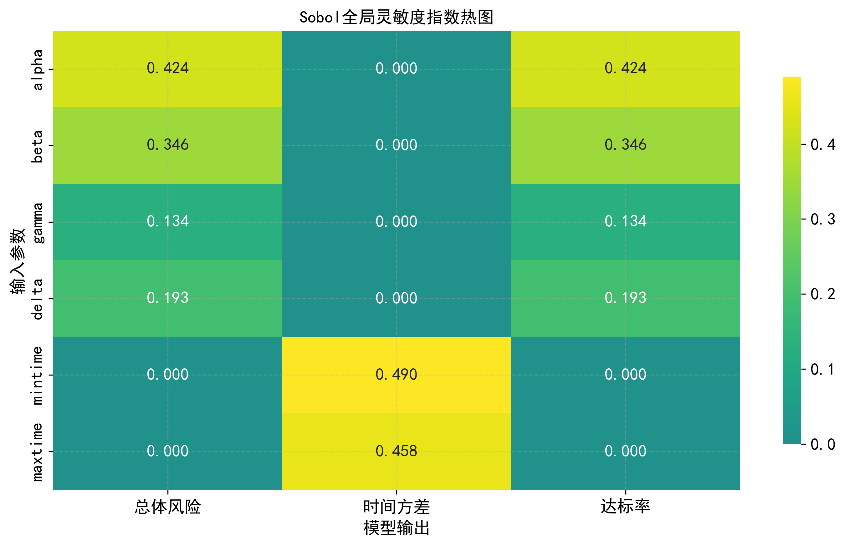 Sobol全局灵敏度指数热图
输入参数
alpha 0.424 0.000 0.424
beta 0.346 0.000 0.346
gamma 0.134 0.000 0.134
delta 0.193 0.000 0.193
mintime 0.000 0.490 0.000
maxtime 0.000 0.458 0.000
总体风险 时间方差 达标率
模型输出
0.4
0.3
0.2
0.1
0.0